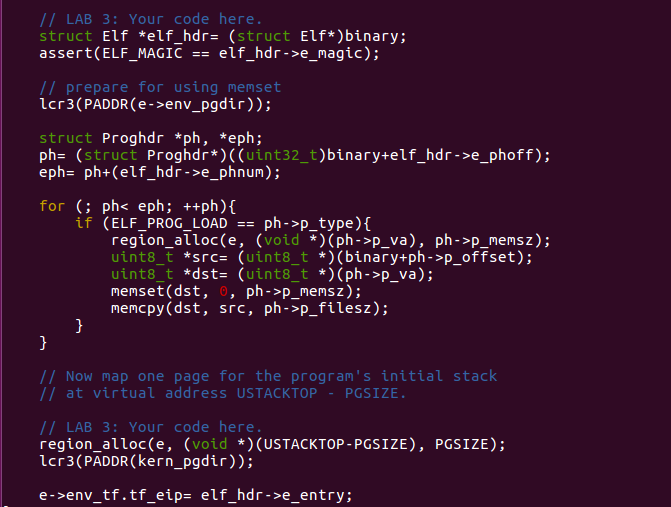 // LAB 3: Your code here.
struct Elf *elf_hdr= (struct Elf*)binary;
assert(ELF_MAGIC == elf_hdr->e_magic);
// prepare for using memset
lcr3(PADDR(e->env_pgdir));
struct Proghdr *ph, *eph;
ph= (struct Proghdr*)((uint32_t)binary+elf_hdr->e_phoff);
eph= ph+(elf_hdr->e_phnum);
for (; ph< eph; ++ph){
if (ELF_PROG_LOAD == ph->p_type){
region_alloc(e, (void *)(ph->p_va), ph->p_memsz);
uint8_t *src= (uint8_t *)(binary+ph->p_offset);
uint8_t *dst= (uint8_t *)(ph->p_va);
memset(dst, 0, ph->p_memsz);
memcpy(dst, src, ph->p_filesz);
}
}
// Now map one page for the program's initial stack
// at virtual address USTACKTOP - PGSIZE.
// LAB 3: Your code here.
region_alloc(e, (void *)(USTACKTOP-PGSIZE), PGSIZE);
lcr3(PADDR(kern_pgdir));
e->env_tf.tf_eip= elf_hdr->e_entry;